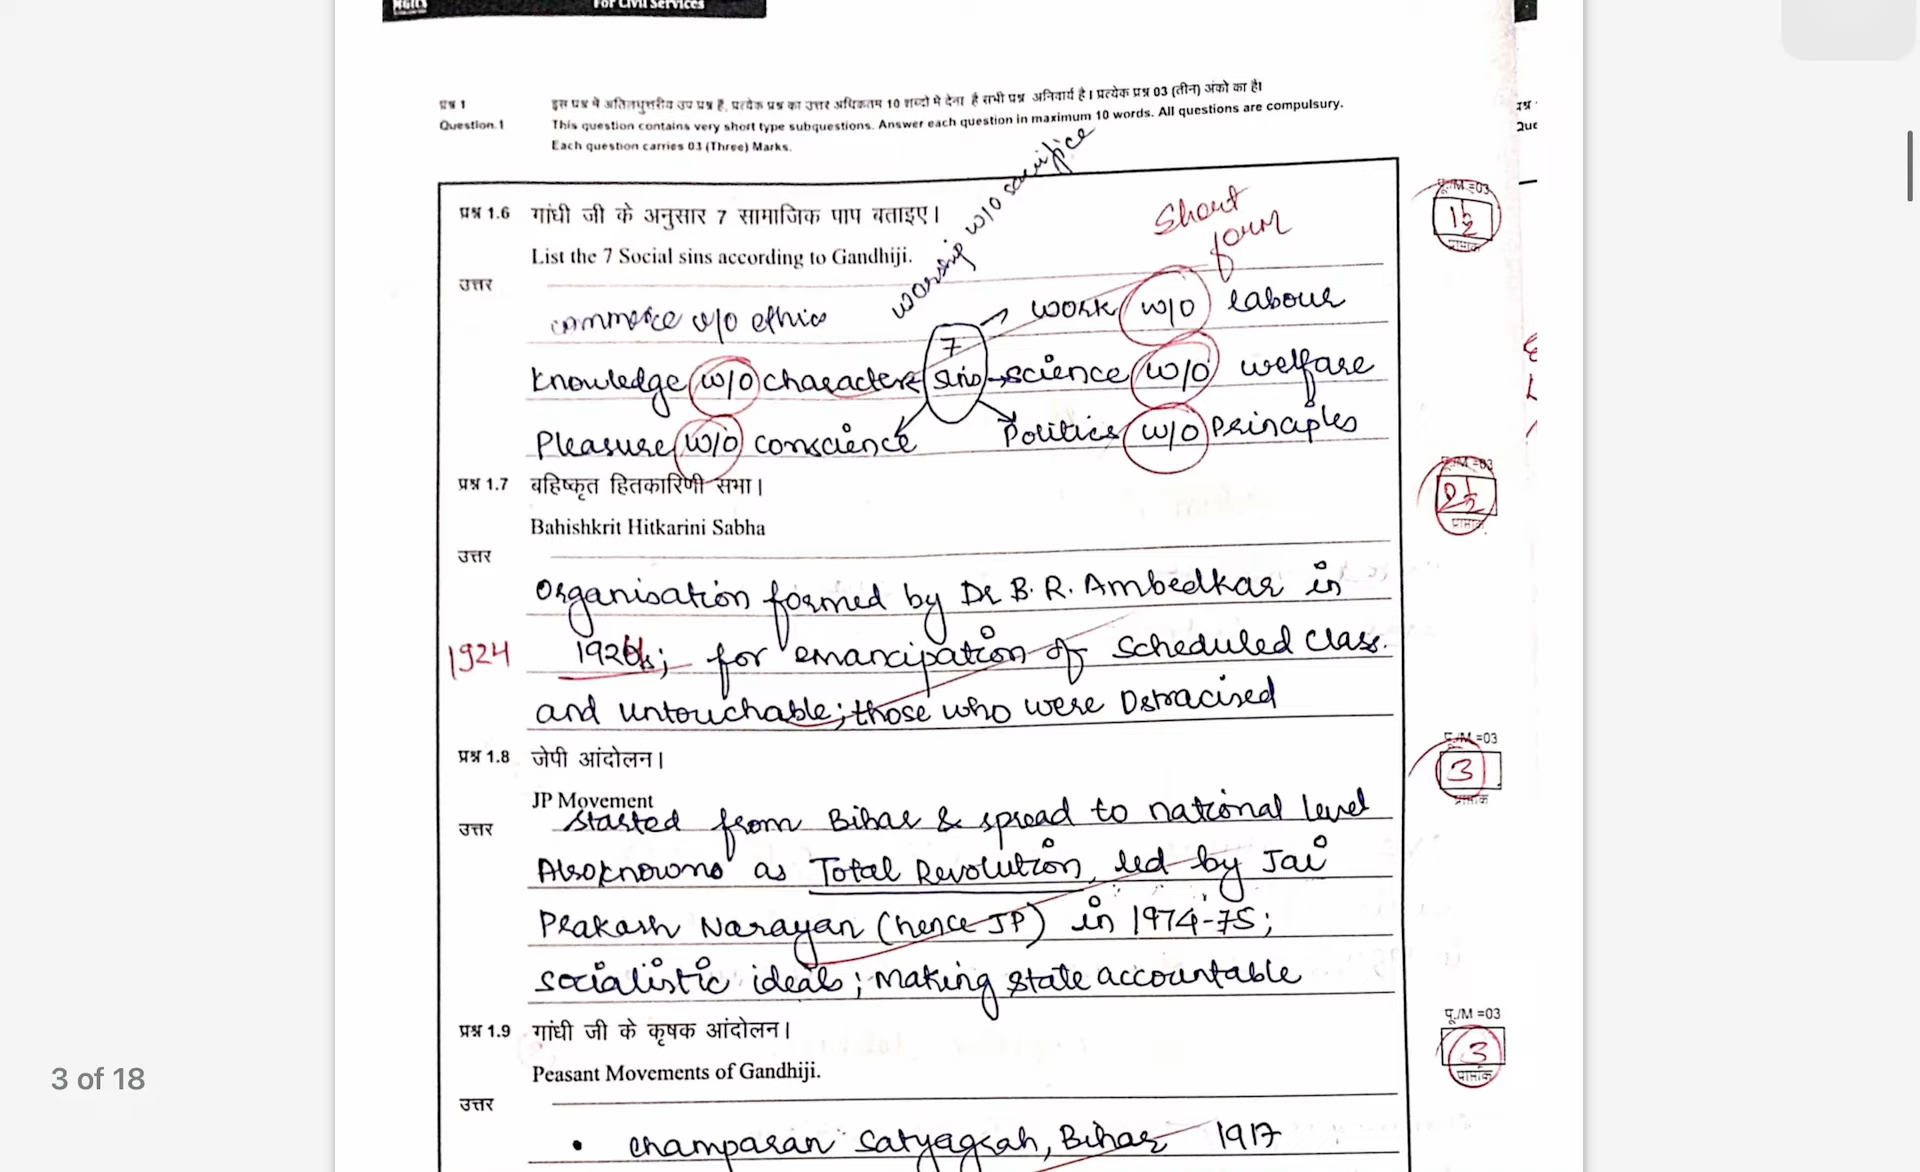 For Civil Services
प्रश्न 1
इस प्रश्न में अतिलघुत्तरीय उप प्रश्न है, प्रत्येक प्रश्न का उत्तर अधिकतम 10 शब्दो मे देना है सभी प्रश्न अनिवार्य है। प्रत्येक प्रश्न 03 (तीन) अंको का है।
Question.1
This question contains very short type subquestions. Answer each question in maximum 10 words. All questions are compulsury.
Each question carries 03 (Three) Marks.
प्रश्न 1.6 गांधी जी के अनुसार 7 सामाजिक पाप बताइए।
List the 7 Social sins according to Gandhiji.
Short
form
पू./M =03
1½
प्राप्तांक
उत्तर
worship w/o sacrifice
commerce w/o ethics
work w/o labour
7
sins
Knowledge w/o character
science w/o welfare
Pleasure w/o conscience
Politics w/o Principles
प्रश्न 1.7 बहिष्कृत हितकारिणी सभा।
Bahishkrit Hitkarini Sabha
पू./M =03
2½
प्राप्तांक
उत्तर
Organisation formed by Dr B. R. Ambedkar in
1924
for emancipation of Scheduled Class.
and untouchable; those who were Ostracised
प्रश्न 1.8 जेपी आंदोलन।
JP Movement
पू./M =03
3
प्राप्तांक
उत्तर
started from Bihar & spread to national level
Also known as Total Revolution, led by Jai
Prakash Narayan (hence JP) in 1974-75;
socialistic ideals; making state accountable
प्रश्न 1.9 गांधी जी के कृषक आंदोलन।
Peasant Movements of Gandhiji.
पू./M =03
3
प्राप्तांक
उत्तर
• Champaran Satyagrah, Bihar 1917
3 of 18